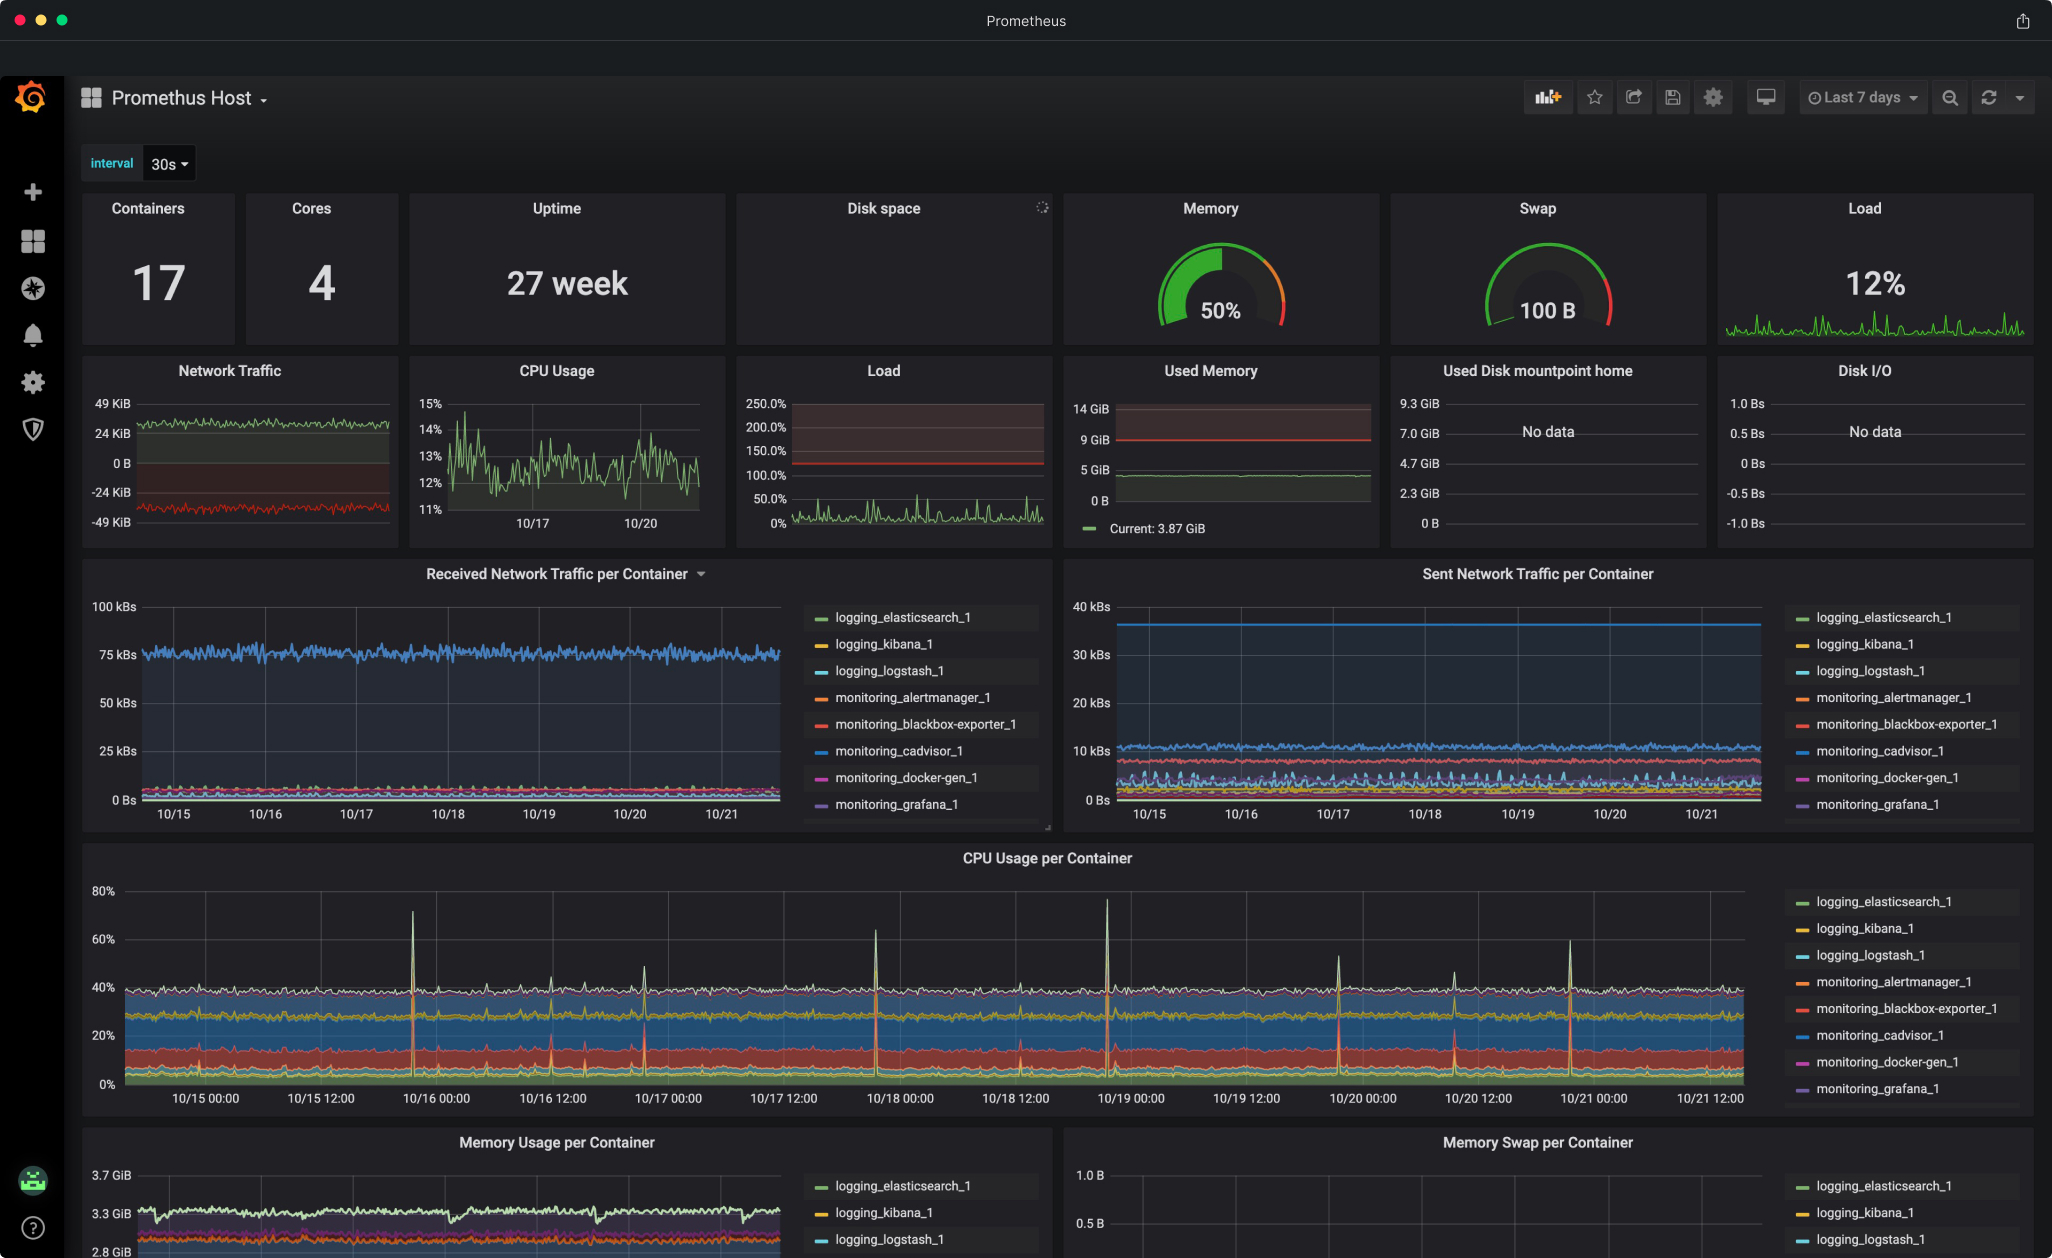 Prometheus
Promethus Host
Last 7 days
interval 30s
Containers
17
Cores
4
Uptime
27 week
Disk space
Memory
50%
Swap
100 B
Load
12%
Network Traffic
49 KiB
24 KiB
0 B
-24 KiB
-49 KiB
CPU Usage
15%
14%
13%
12%
11%
10/17 10/20
Load
250.0%
200.0%
150.0%
100.0%
50.0%
0%
Used Memory
14 GiB
9 GiB
5 GiB
0 B
Current: 3.87 GiB
Used Disk mountpoint home
9.3 GiB
7.0 GiB
4.7 GiB
2.3 GiB
0 B
No data
Disk I/O
1.0 Bs
0.5 Bs
0 Bs
-0.5 Bs
-1.0 Bs
No data
Received Network Traffic per Container
100 kBs
75 kBs
50 kBs
25 kBs
0 Bs
10/15 10/16 10/17 10/18 10/19 10/20 10/21
logging_elasticsearch_1
logging_kibana_1
logging_logstash_1
monitoring_alertmanager_1
monitoring_blackbox-exporter_1
monitoring_cadvisor_1
monitoring_docker-gen_1
monitoring_grafana_1
Sent Network Traffic per Container
40 kBs
30 kBs
20 kBs
10 kBs
0 Bs
10/15 10/16 10/17 10/18 10/19 10/20 10/21
logging_elasticsearch_1
logging_kibana_1
logging_logstash_1
monitoring_alertmanager_1
monitoring_blackbox-exporter_1
monitoring_cadvisor_1
monitoring_docker-gen_1
monitoring_grafana_1
CPU Usage per Container
80%
60%
40%
20%
0%
10/15 00:00 10/15 12:00 10/16 00:00 10/16 12:00 10/17 00:00 10/17 12:00 10/18 00:00 10/18 12:00 10/19 00:00 10/19 12:00 10/20 00:00 10/20 12:00 10/21 00:00 10/21 12:00
logging_elasticsearch_1
logging_kibana_1
logging_logstash_1
monitoring_alertmanager_1
monitoring_blackbox-exporter_1
monitoring_cadvisor_1
monitoring_docker-gen_1
monitoring_grafana_1
Memory Usage per Container
3.7 GiB
3.3 GiB
2.8 GiB
logging_elasticsearch_1
logging_kibana_1
logging_logstash_1
Memory Swap per Container
1.0 B
0.5 B
logging_elasticsearch_1
logging_kibana_1
logging_logstash_1